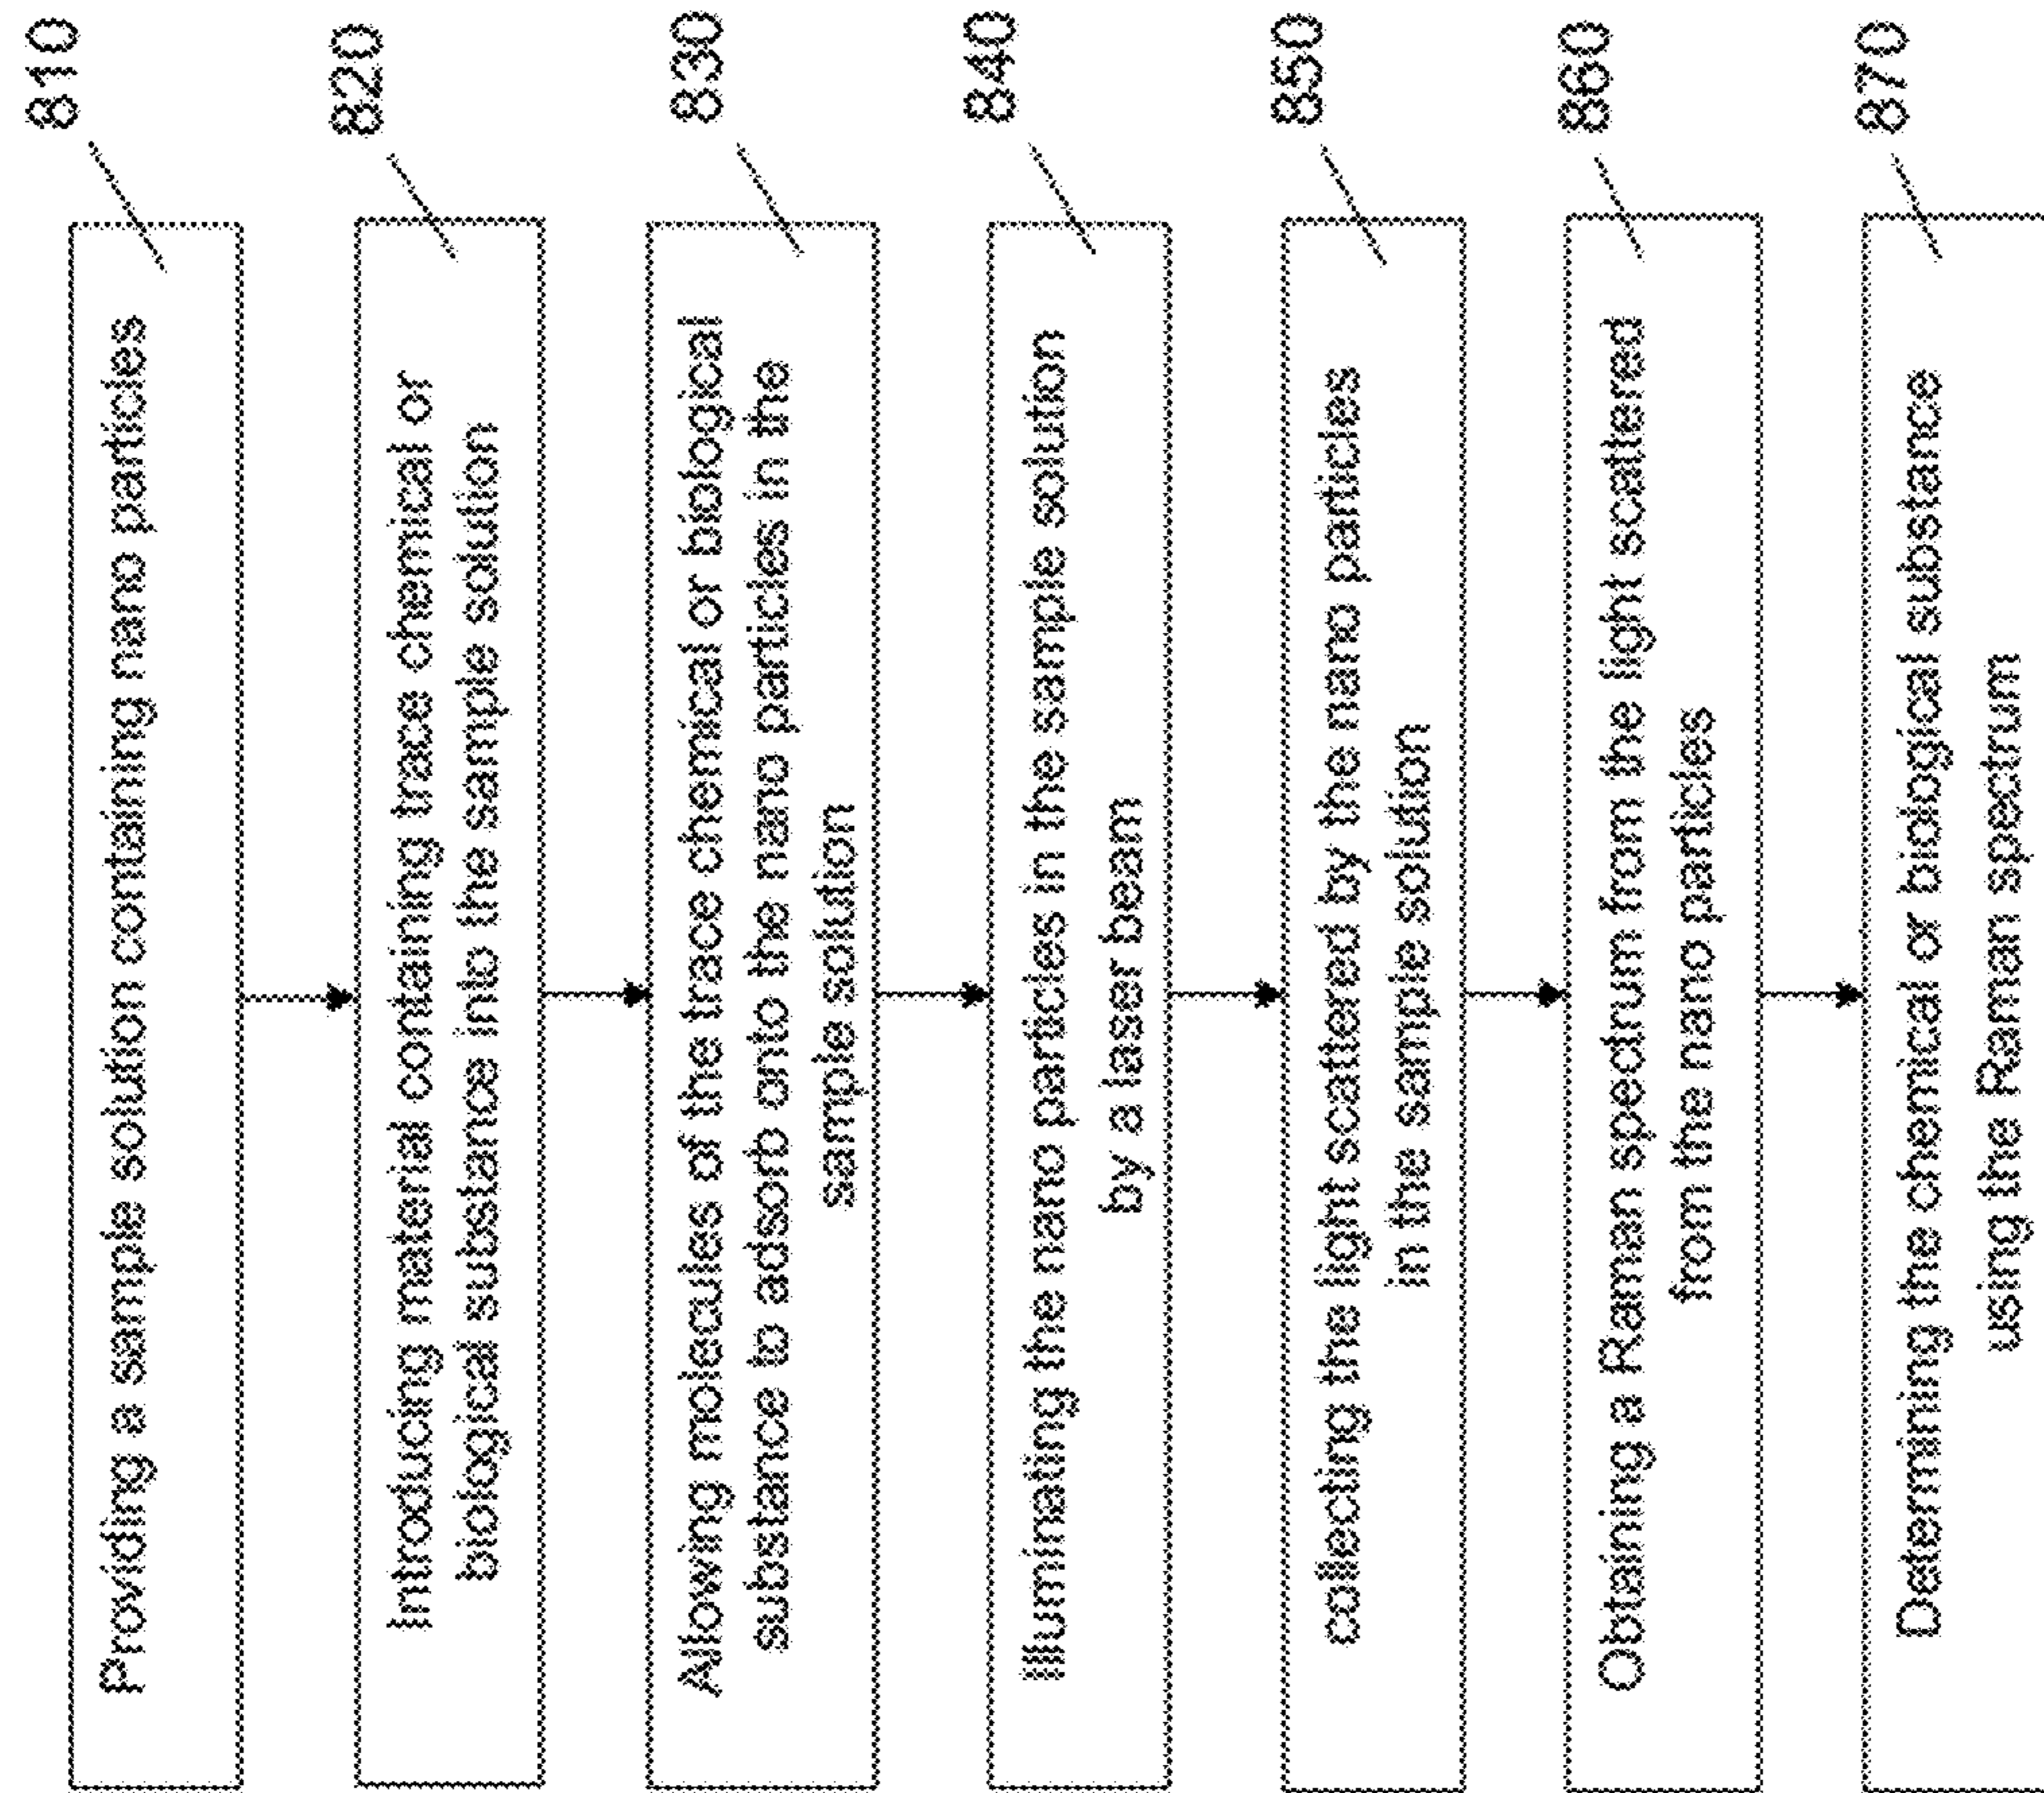 810
Providing a sample solution containing nano particles
820
Introducing material containing trace chemical or
biological substance into the sample solution
830
Allowing molecules of the trace chemical or biological
substance to adsorb onto the nano particles in the
sample solution
840
Illuminating the nano particles in the sample solution
by a laser beam
850
collecting the light scattered by the nano particles
in the sample solution
860
Obtaining a Raman spectrum from the light scattered
from the nano particles
870
Determining the chemical or biological substance
using the Raman spectrum